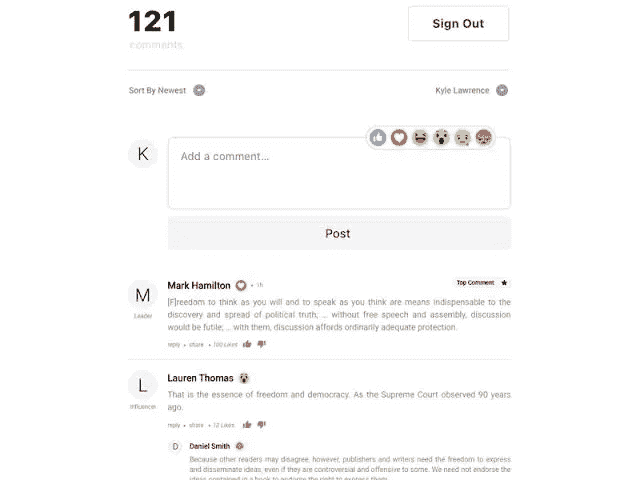 121
Sign Out
comments
Sort By Newest
Kyle Lawrence
K
Add a comment...
Post
M
Mark Hamilton • 1h
Top Comment ★
Leader
[F]reedom to think as you will and to speak as you think are means indispensable to the
discovery and spread of political truth; ... without free speech and assembly, discussion
would be futile; ... with them, discussion affords ordinarily adequate protection.
reply • share • 100 Likes
L
Lauren Thomas
Influencer
That is the essence of freedom and democracy. As the Supreme Court observed 90 years
ago.
reply • share • 12 Likes
D
Daniel Smith
Because other readers may disagree, however, publishers and writers need the freedom to express
and disseminate ideas, even if they are controversial and offensive to some. We need not endorse the
ideas contained in a book to endorse the right to express them.